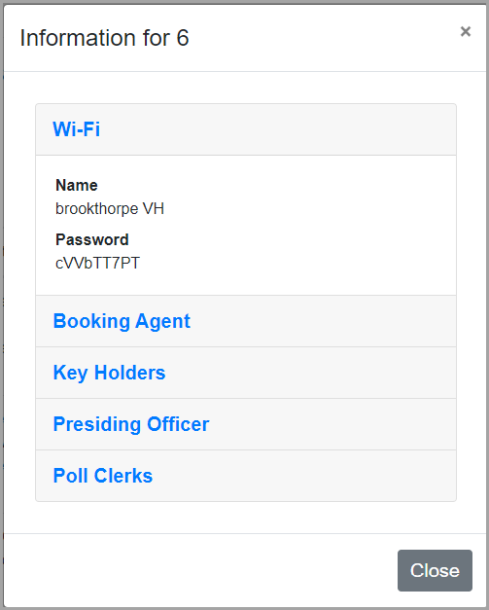 Information for 6
×
Wi-Fi
Name
brookthorpe VH
Password
cVVbTT7PT
Booking Agent
Key Holders
Presiding Officer
Poll Clerks
Close